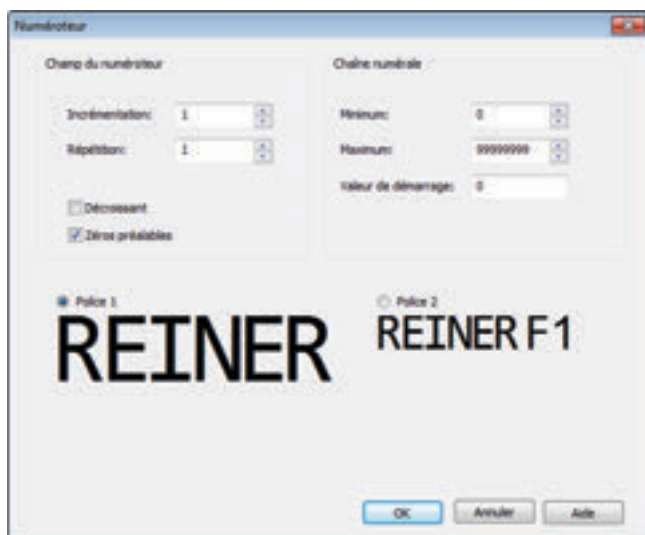 Numéroteur
Champ du numéroteur
Incrémentation: 1
Répétition: 1
Décroissant
Zéros préalables
Chaîne numérale
Minimum: 0
Maximum: 99999999
Valeur de démarrage: 0
Police 1
REINER
Police 2
REINER F1
OK
Annuler
Aide